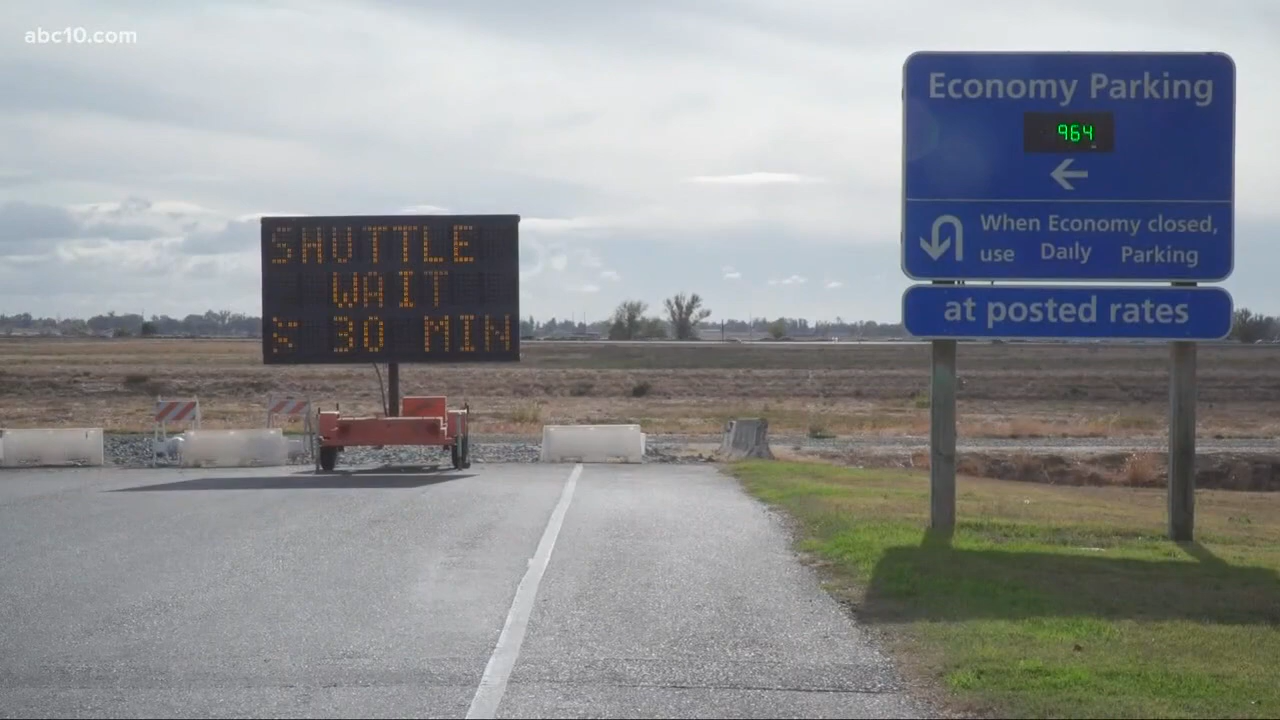 abc10.com
SHUTTLE
WAIT
30 MIN
Economy Parking
964
When Economy closed,
use Daily Parking
at posted rates